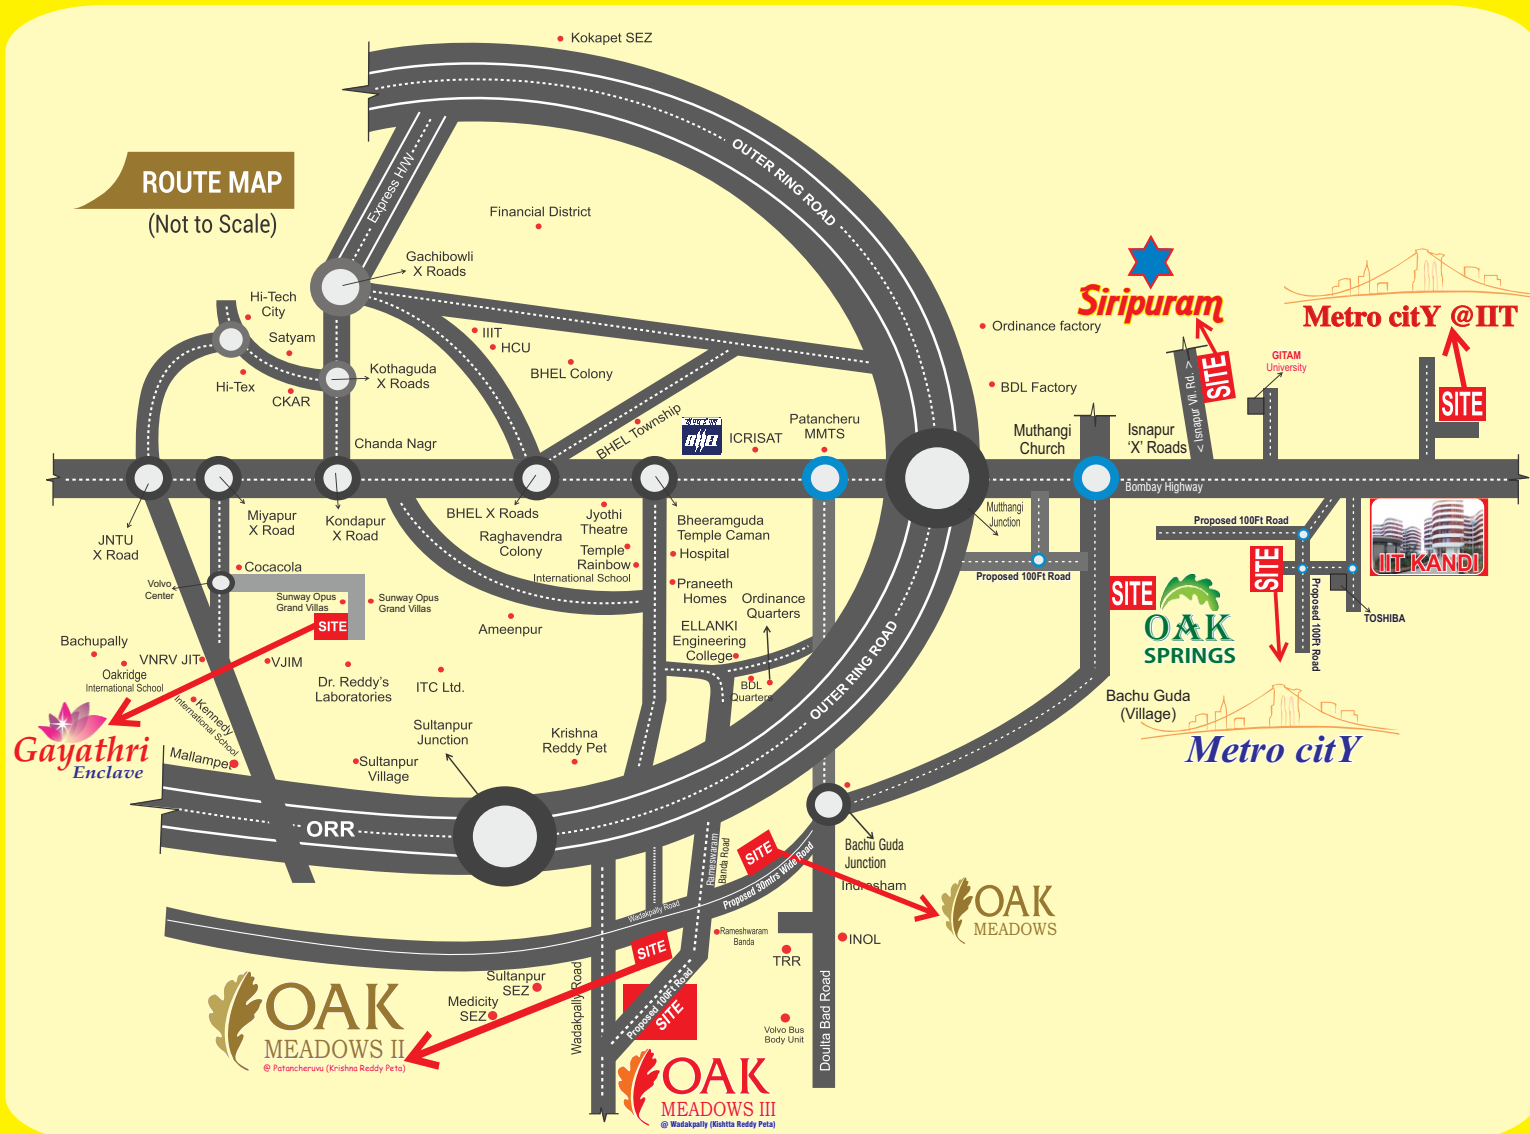 Kokapet SEZ
OUTER RING ROAD
ROUTE MAP
(Not to Scale)
Express H/W
Financial District
Gachibowli
X Roads
Hi-Tech
City
Satyam
Hi-Tex
CKAR
Kothaguda
X Roads
IIIT
HCU
BHEL Colony
BHEL Township
Chanda Nagr
BHEL
ICRISAT
Patancheru
MMTS
Ordinance factory
BDL Factory
Muthangi
Church
Isnapur
‘X’ Roads
Siripuram
SITE
< Isnapur Vil. Rd. >
GITAM
University
Metro citY @IIT
SITE
Bombay Highway
JNTU
X Road
Miyapur
X Road
Kondapur
X Road
BHEL X Roads
Raghavendra
Colony
Jyothi
Theatre
Temple
Rainbow
International School
Bheeramguda
Temple Caman
Hospital
Praneeth
Homes
Ordinance
Quarters
ELLANKI
Engineering
College
BDL
Quarters
Mutthangi
Junction
Proposed 100Ft Road
Proposed 100Ft Road
Proposed 100Ft Road
IIT KANDI
TOSHIBA
SITE
SITE
OAK
SPRINGS
Bachu Guda
(Village)
Metro citY
Volvo
Center
Cocacola
Sunway Opus
Grand Villas
Sunway Opus
Grand Villas
SITE
Ameenpur
Bachupally
Oakridge
International School
VNRV JIT
VJIM
Dr. Reddy's
Laboratories
ITC Ltd.
Kennedy
International School
Mallampet
Gayathri
Enclave
Sultanpur
Junction
Sultanpur
Village
Krishna
Reddy Pet
OUTER RING ROAD
ORR
Rameswaram
Banda Road
SITE
Proposed 30mtrs Wide Road
Bachu Guda
Junction
Indresham
OAK
MEADOWS
Wadakpally Road
SITE
Rameshwaram
Banda
TRR
INOL
Volvo Bus
Body Unit
Doulta Bad Road
Sultanpur
SEZ
Medicity
SEZ
Wadakpally Road
Proposed 100Ft Road
SITE
OAK
MEADOWS II
@ Patancheruvu (Krishna Reddy Peta)
OAK
MEADOWS III
@ Wadakpally (Kishtta Reddy Peta)